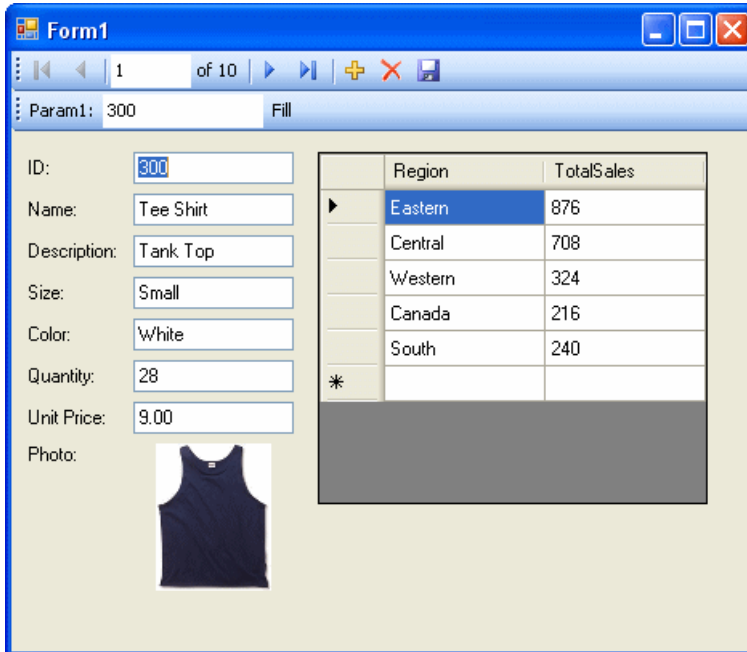 Form1
1 of 10
Param1: 300 Fill
ID: 300
Name: Tee Shirt
Description: Tank Top
Size: Small
Color: White
Quantity: 28
Unit Price: 9.00
Photo:
Region TotalSales
Eastern 876
Central 708
Western 324
Canada 216
South 240